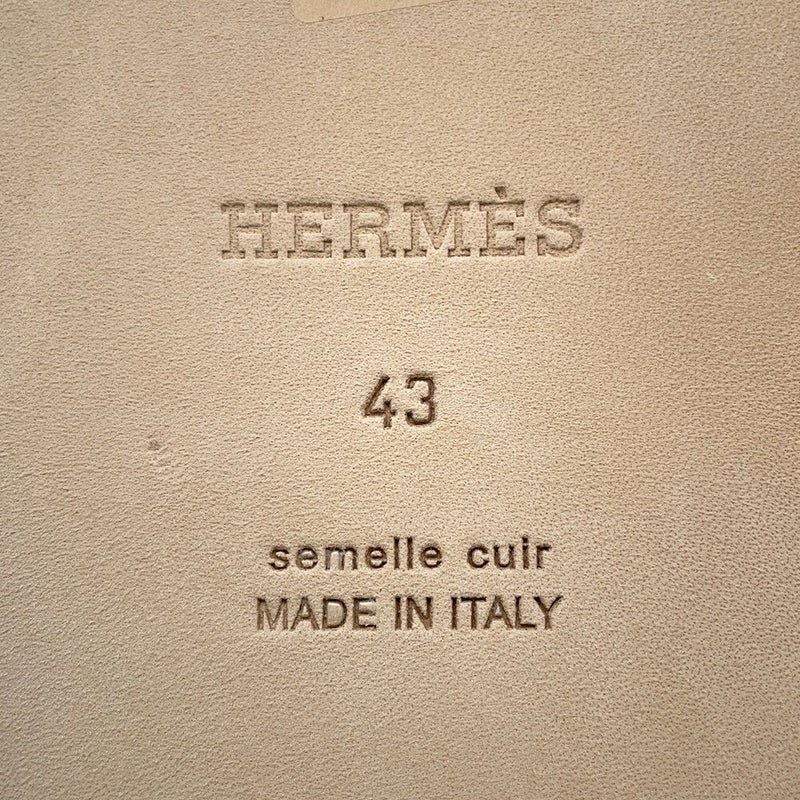 HERMÈS
43
semelle cuir
MADE IN ITALY